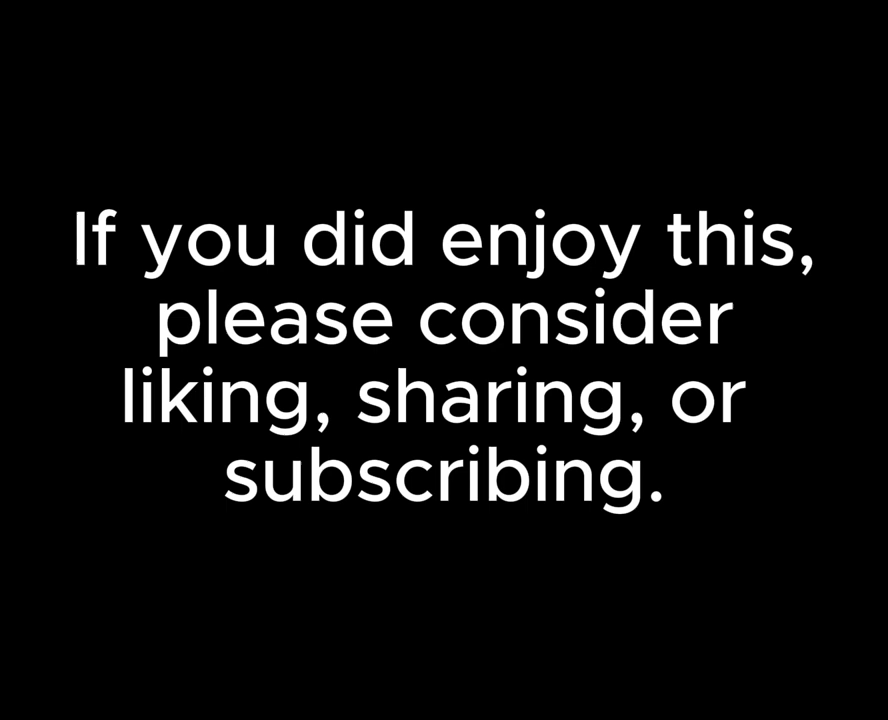 If you did enjoy this,
please consider
liking, sharing, or
subscribing.